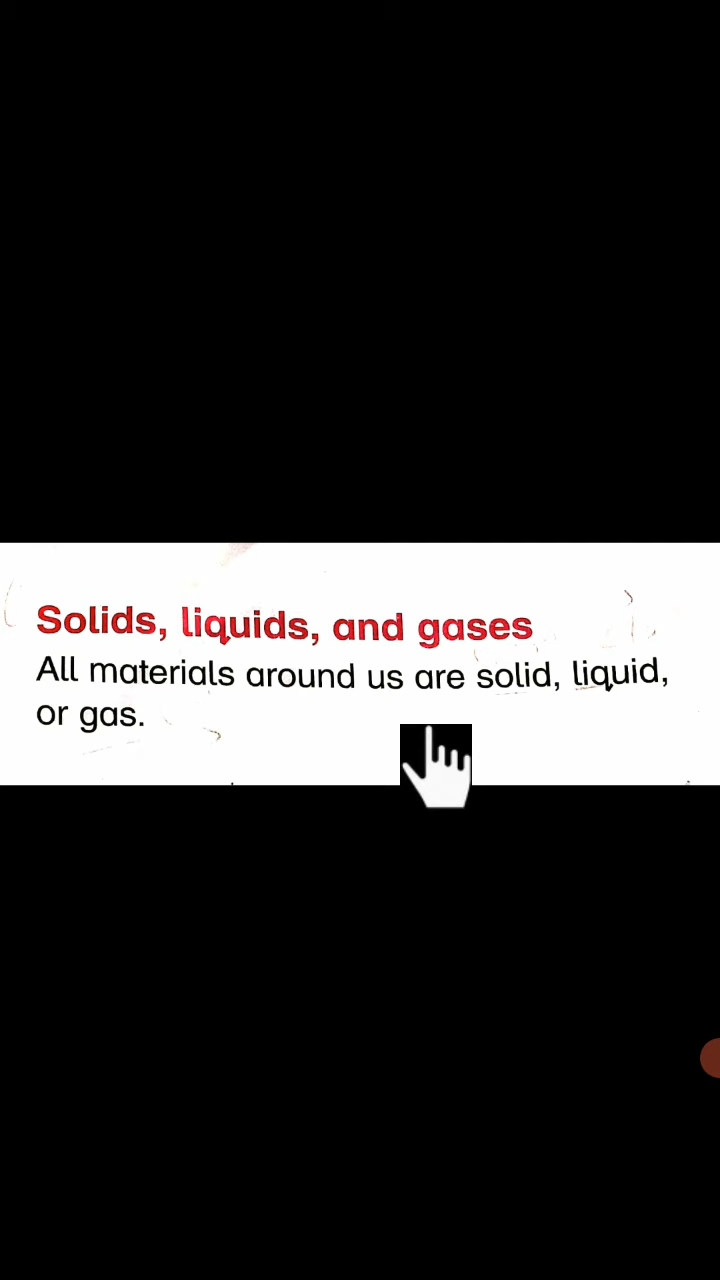 Solids, liquids, and gases
All materials around us are solid, liquid,
or gas.